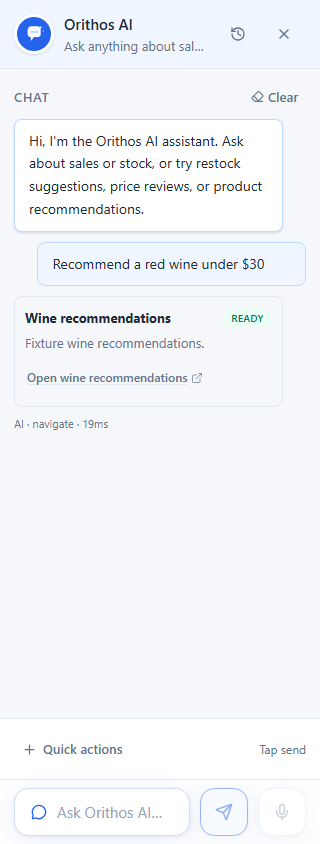 Orithos AI
Ask anything about sal...
CHAT
Clear
Hi, I'm the Orithos AI assistant. Ask
about sales or stock, or try restock
suggestions, price reviews, or product
recommendations.
Recommend a red wine under $30
Wine recommendations
READY
Fixture wine recommendations.
Open wine recommendations
AI · navigate · 19ms
Quick actions
Tap send
Ask Orithos AI...